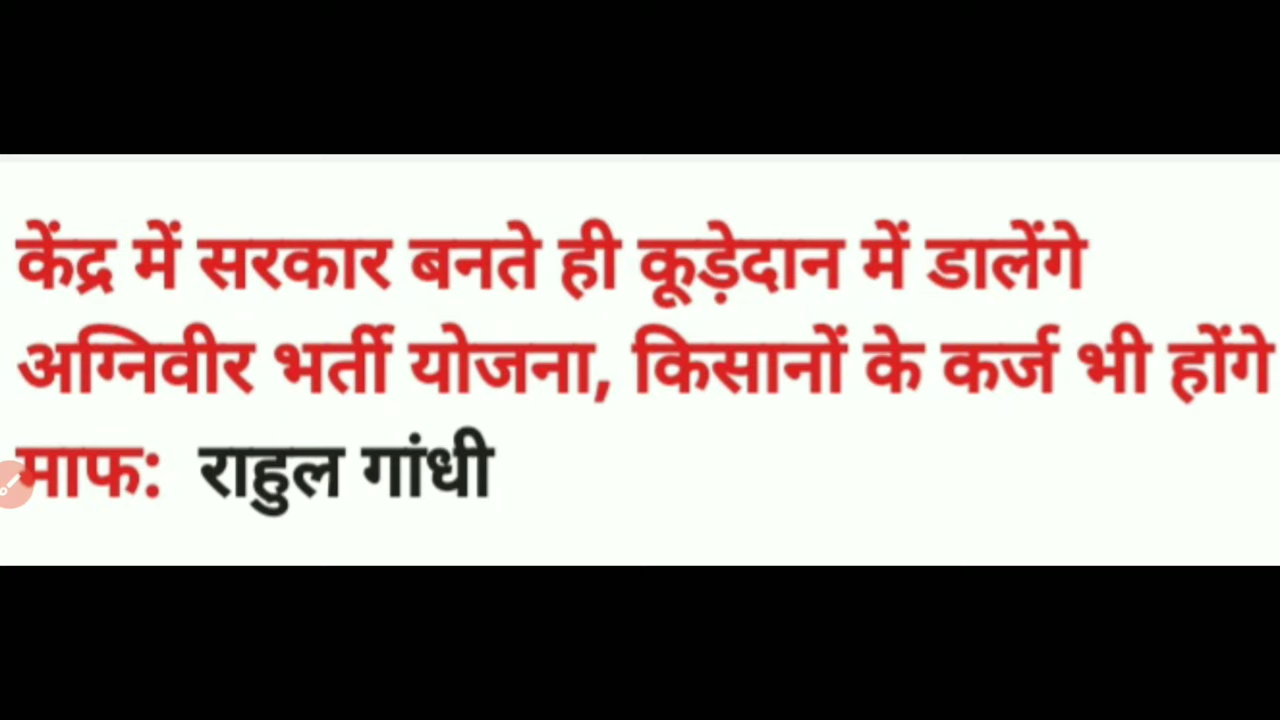 केंद्र में सरकार बनते ही कूड़ेदान में डालेंगे
अग्निवीर भर्ती योजना, किसानों के कर्ज भी होंगे
माफ: राहुल गांधी